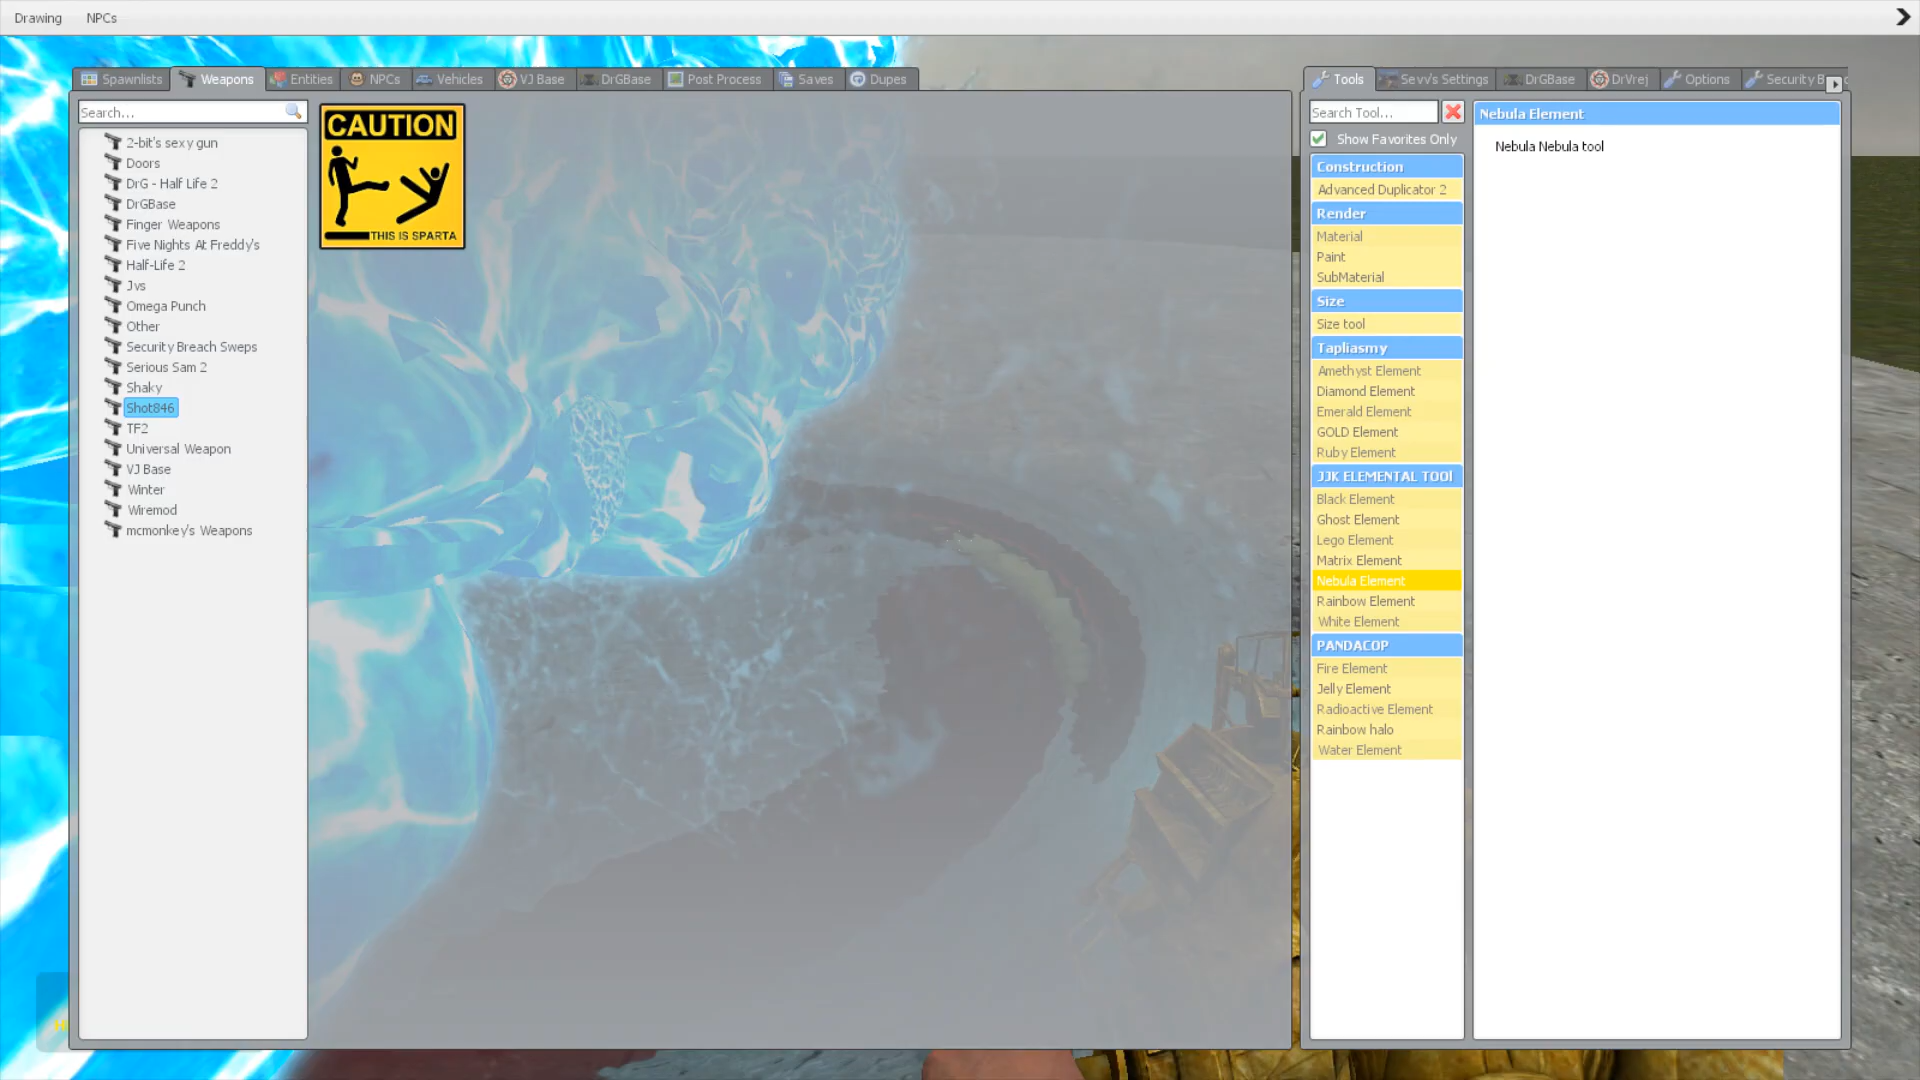 Drawing NPCs
Spawnlists Weapons Entities NPCs Vehicles VJ Base DrGBase Post Process Saves Dupes
Search...
2-bit's sexy gun
Doors
DrG - Half Life 2
DrGBase
Finger Weapons
Five Nights At Freddy's
Half-Life 2
Jvs
Omega Punch
Other
Security Breach Sweps
Serious Sam 2
Shaky
Shot846
TF2
Universal Weapon
VJ Base
Winter
Wiremod
mcmonkey's Weapons
CAUTION
THIS IS SPARTA
Tools Sevv's Settings DrGBase DrVrej Options Security
Search Tool...
Show Favorites Only
Construction
Advanced Duplicator 2
Render
Material
Paint
SubMaterial
Size
Size tool
Tapliasmy
Amethyst Element
Diamond Element
Emerald Element
GOLD Element
Ruby Element
JJK ELEMENTAL TOOl
Black Element
Ghost Element
Lego Element
Matrix Element
Nebula Element
Rainbow Element
White Element
PANDACOP
Fire Element
Jelly Element
Radioactive Element
Rainbow halo
Water Element
Nebula Element
Nebula Nebula tool